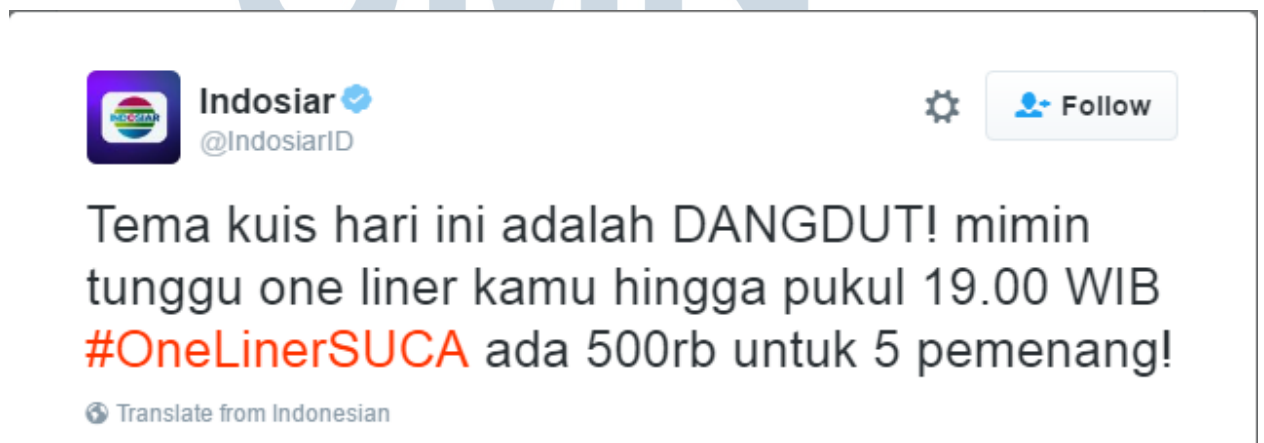 Indosiar
@IndosiarID
Follow
Tema kuis hari ini adalah DANGDUT! mimin
tunggu one liner kamu hingga pukul 19.00 WIB
#OneLinerSUCA ada 500rb untuk 5 pemenang!
Translate from Indonesian